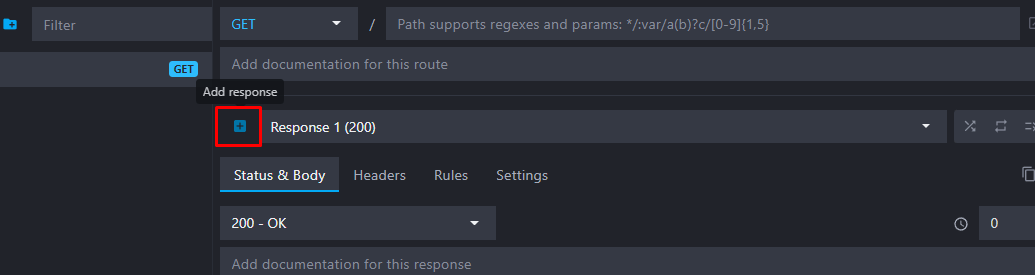 Filter
GET
/
Path supports regexes and params: */:var/a(b)?c/[0-9]{1,5}
Add documentation for this route
GET
Add response
Response 1 (200)
Status & Body
Headers
Rules
Settings
200 - OK
0
Add documentation for this response